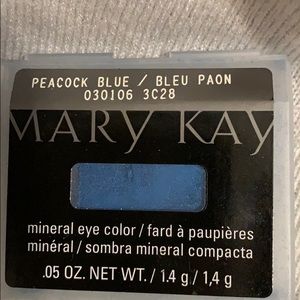 PEACOCK BLUE / BLEU PAON
030106 3C28
MARY KAY
mineral eye color / fard à paupières
minéral / sombra mineral compacta
.05 OZ. NET WT. / 1.4 g / 1,4 g